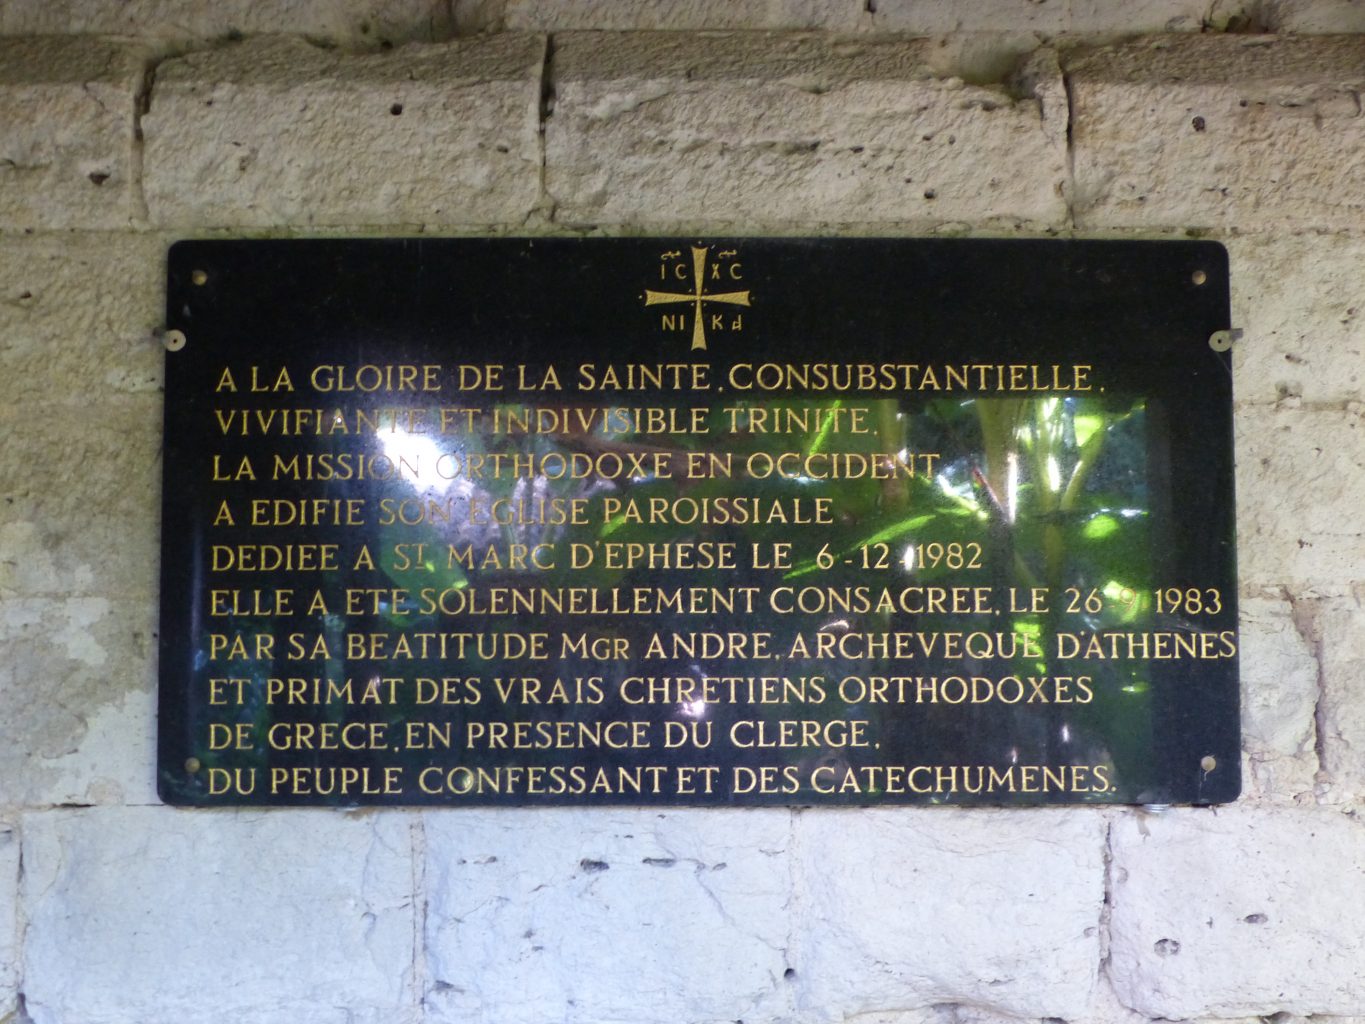 IC XC
NI KA
A LA GLOIRE DE LA SAINTE, CONSUBSTANTIELLE,
VIVIFIANTE ET INDIVISIBLE TRINITE,
LA MISSION ORTHODOXE EN OCCIDENT
A EDIFIE SON EGLISE PAROISSIALE
DEDIEE A ST MARC D'EPHESE LE 6-12-1982
ELLE A ETE SOLENNELLEMENT CONSACREE, LE 26 9 1983
PAR SA BEATITUDE MGR ANDRE, ARCHEVEQUE D'ATHENES
ET PRIMAT DES VRAIS CHRETIENS ORTHODOXES
DE GRECE, EN PRESENCE DU CLERGE,
DU PEUPLE CONFESSANT ET DES CATECHUMENES.